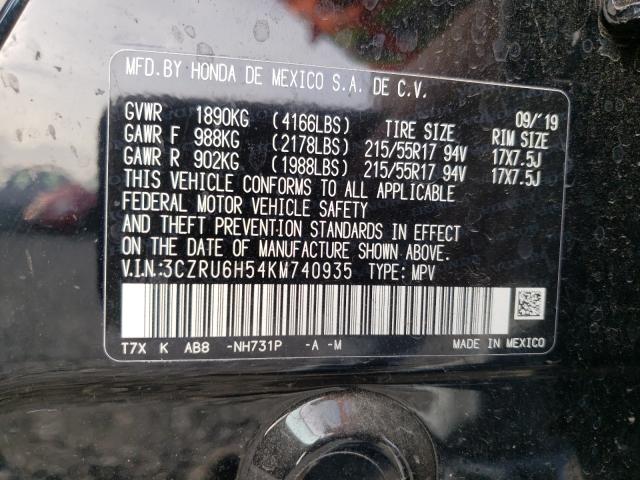 MFD.BY HONDA DE MEXICO S.A. DE C.V.
GVWR 1890KG (4166LBS) 09/'19
GAWR F 988KG (2178LBS) TIRE SIZE RIM SIZE
215/55R17 94V 17X7.5J
GAWR R 902KG (1988LBS) 215/55R17 94V 17X7.5J
THIS VEHICLE CONFORMS TO ALL APPLICABLE
FEDERAL MOTOR VEHICLE SAFETY
AND THEFT PREVENTION STANDARDS IN EFFECT
ON THE DATE OF MANUFACTURE SHOWN ABOVE.
V.I.N:3CZRU6H54KM740935 TYPE: MPV
T7X K AB8 -NH731P -A -M MADE IN MEXICO